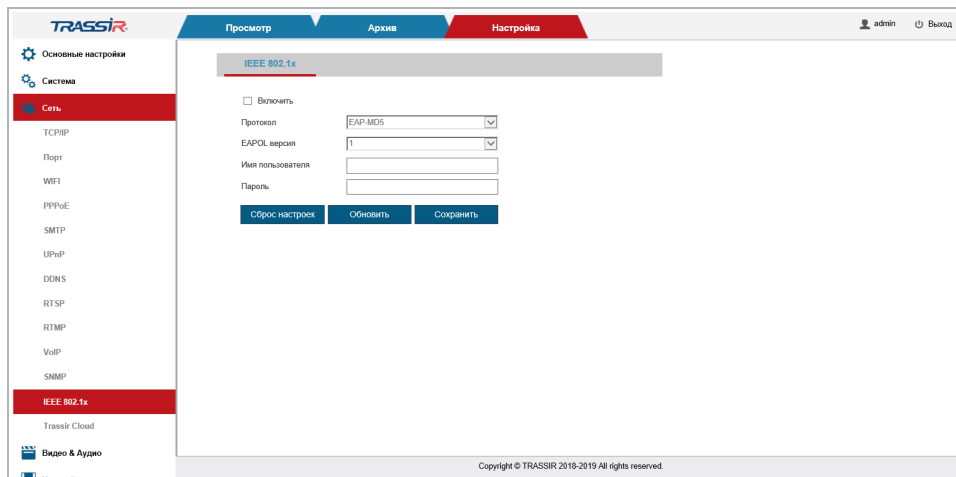 TRASSIR
Просмотр
Архив
Настройка
admin
Выход
Основные настройки
Система
Сеть
TCP/IP
Порт
WIFI
PPPoE
SMTP
UPnP
DDNS
RTSP
RTMP
VoIP
SNMP
IEEE 802.1x
Trassir Cloud
Видео & Аудио
IEEE 802.1x
Включить
Протокол EAP-MD5
EAPOL версия 1
Имя пользователя
Пароль
Сброс настроек Обновить Сохранить
Copyright © TRASSIR 2018-2019 All rights reserved.